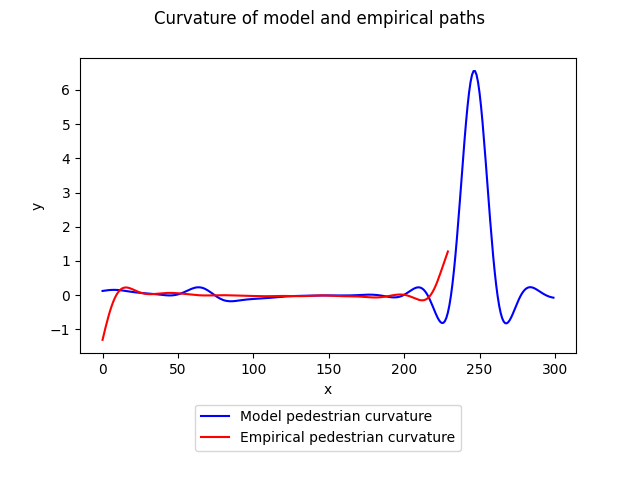 Curvature of model and empirical paths
6
5
4
3
2
1
0
−1
y
0 50 100 150 200 250 300
x
Model pedestrian curvature
Empirical pedestrian curvature